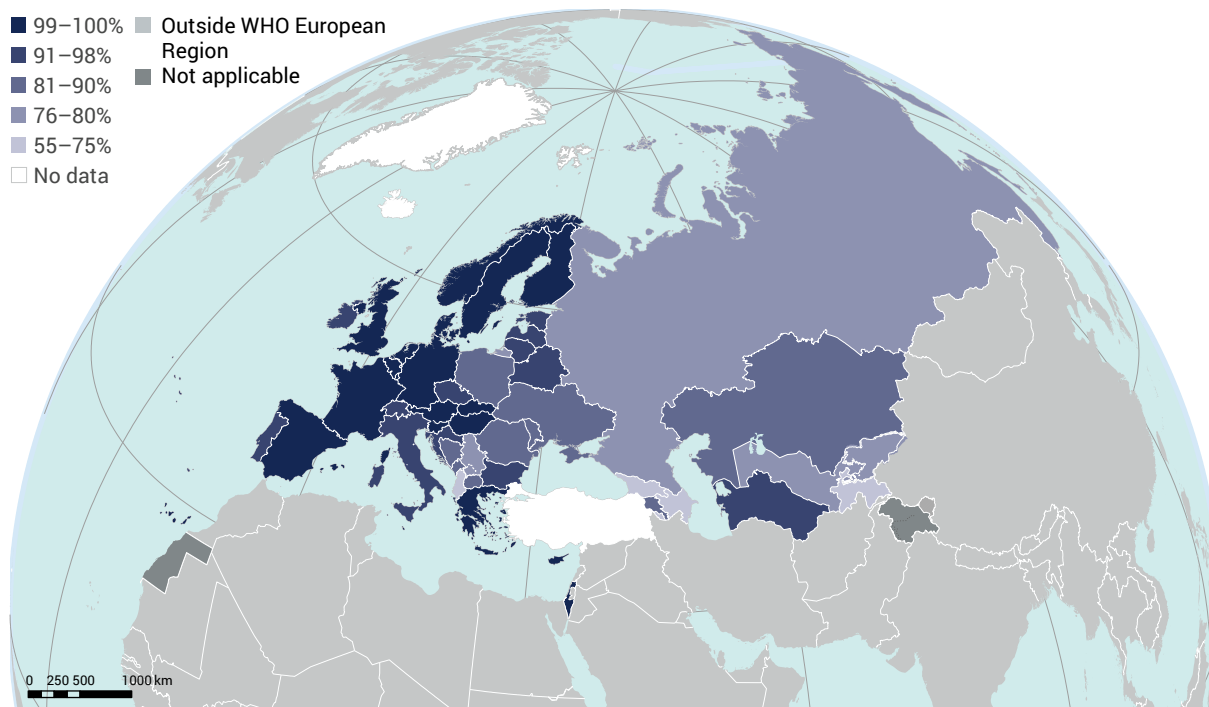 99–100%
91–98%
81–90%
76–80%
55–75%
No data
Outside WHO European
Region
Not applicable
0 250 500 1000 km